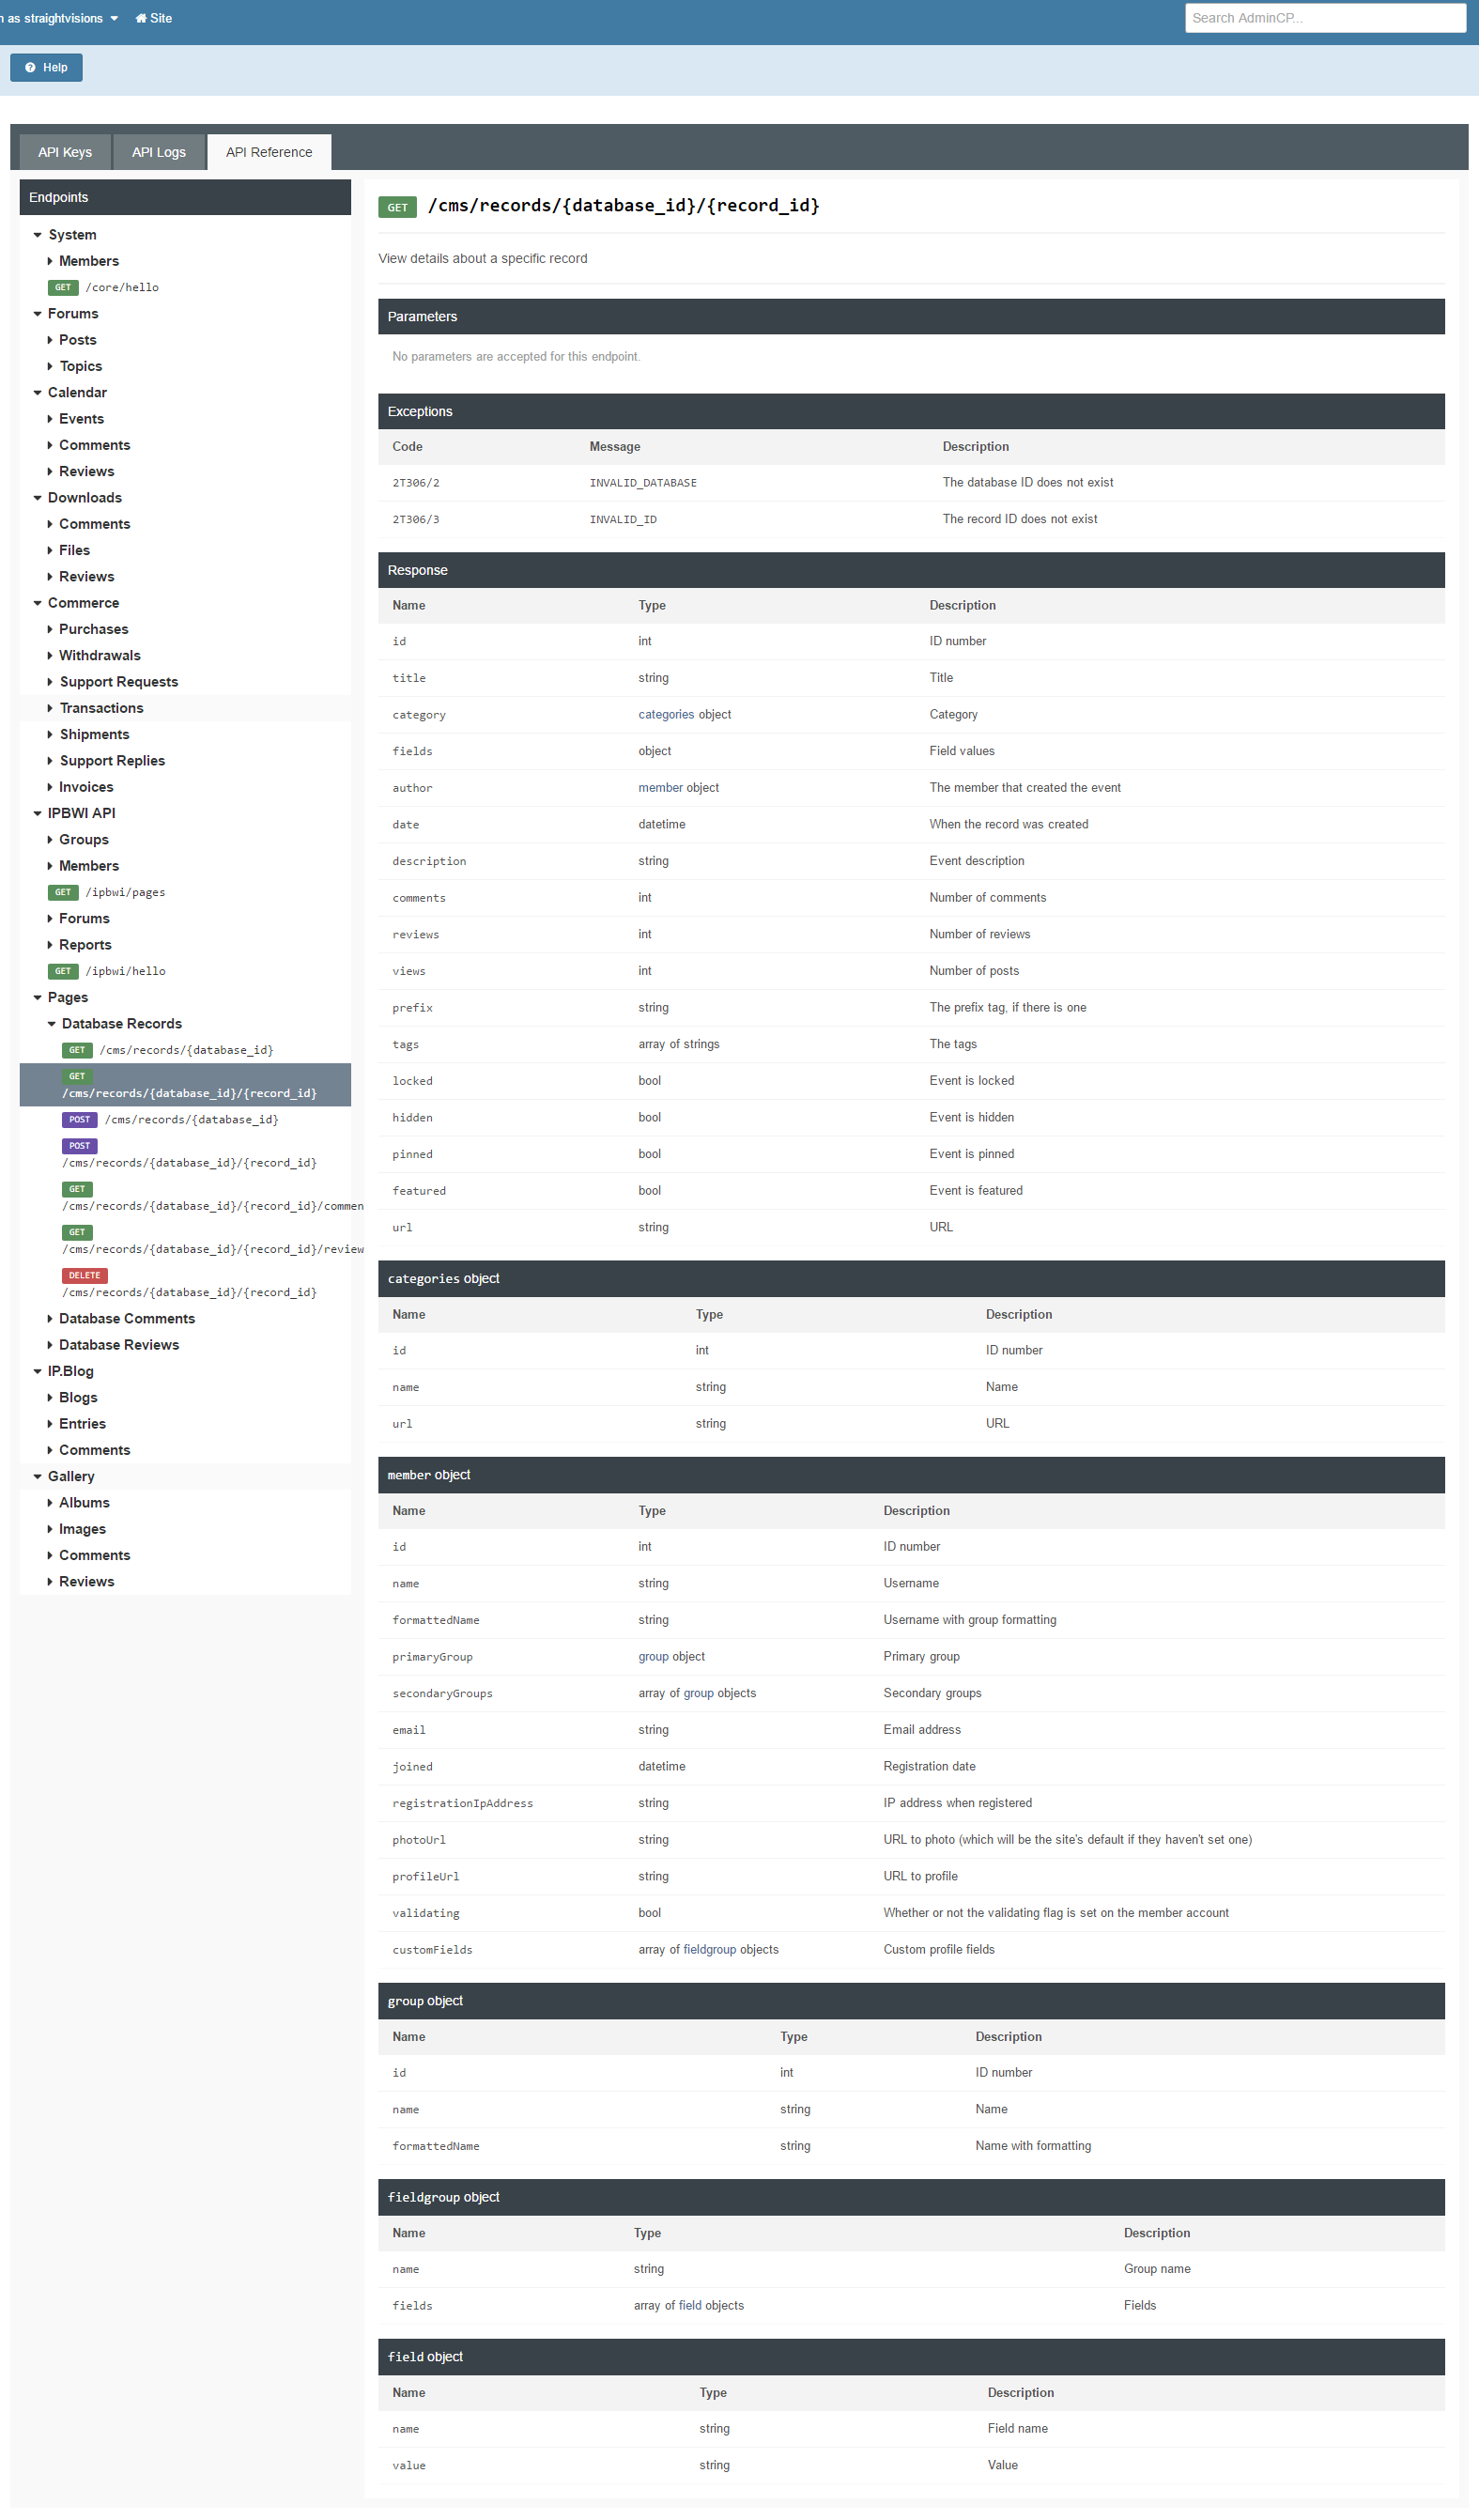 n as straightvisions Site Search AdminCP...
Help
API Keys API Logs API Reference
Endpoints
System
Members
GET /core/hello
Forums
Posts
Topics
Calendar
Events
Comments
Reviews
Downloads
Comments
Files
Reviews
Commerce
Purchases
Withdrawals
Support Requests
Transactions
Shipments
Support Replies
Invoices
IPBWI API
Groups
Members
GET /ipbwi/pages
Forums
Reports
GET /ipbwi/hello
Pages
Database Records
GET /cms/records/{database_id}
GET
/cms/records/{database_id}/{record_id}
POST /cms/records/{database_id}
POST
/cms/records/{database_id}/{record_id}
GET
/cms/records/{database_id}/{record_id}/commen
GET
/cms/records/{database_id}/{record_id}/review
DELETE
/cms/records/{database_id}/{record_id}
Database Comments
Database Reviews
IP.Blog
Blogs
Entries
Comments
Gallery
Albums
Images
Comments
Reviews
GET /cms/records/{database_id}/{record_id}
View details about a specific record
Parameters
No parameters are accepted for this endpoint.
Exceptions
Code Message Description
2T306/2 INVALID_DATABASE The database ID does not exist
2T306/3 INVALID_ID The record ID does not exist
Response
Name Type Description
id int ID number
title string Title
category categories object Category
fields object Field values
author member object The member that created the event
date datetime When the record was created
description string Event description
comments int Number of comments
reviews int Number of reviews
views int Number of posts
prefix string The prefix tag, if there is one
tags array of strings The tags
locked bool Event is locked
hidden bool Event is hidden
pinned bool Event is pinned
featured bool Event is featured
url string URL
categories object
Name Type Description
id int ID number
name string Name
url string URL
member object
Name Type Description
id int ID number
name string Username
formattedName string Username with group formatting
primaryGroup group object Primary group
secondaryGroups array of group objects Secondary groups
email string Email address
joined datetime Registration date
registrationIpAddress string IP address when registered
photoUrl string URL to photo (which will be the site's default if they haven't set one)
profileUrl string URL to profile
validating bool Whether or not the validating flag is set on the member account
customFields array of fieldgroup objects Custom profile fields
group object
Name Type Description
id int ID number
name string Name
formattedName string Name with formatting
fieldgroup object
Name Type Description
name string Group name
fields array of field objects Fields
field object
Name Type Description
name string Field name
value string Value